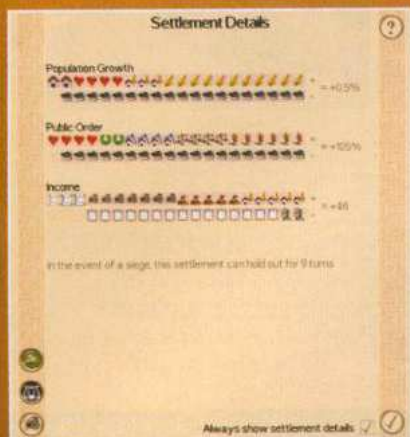 Settlement Details
?
Population Growth
+
= +0.5%
-
Public Order
+
= +105%
-
Income
+
= +46
-
In the event of a siege, this settlement can hold out for 9 turns
Always show settlement details